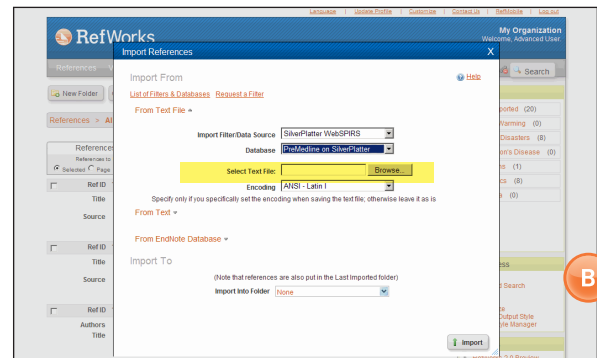 Language | Update Profile | Customize | Contact Us | RefMobile | Log out
RefWorks
My Organization
Welcome, Advanced User.
Import References X
References
Search
Import From
Help
New Folder
List of Filters & Databases Request a Filter
From Text File
References > Al
Import Filter/Data Source SilverPlatter WebSPIRS
Database PreMedline on SilverPlatter
Select Text File: Browse...
Encoding ANSI - Latin I
Specify only if you specifically set the encoding when saving the text file; otherwise leave it as is
From Text
From EndNote Database
Import To
(Note that references are also put in the Last Imported folder)
Import Into Folder None
Import
References
References to
Selected Page
Ref ID
Title
Source
Ref ID
Title
Source
Ref ID
Authors
Title
ported (20)
Warming (0)
Disasters (8)
on's Disease (0)
ns (1)
cs (8)
(0)
ess
d Search
Output Style
yle Manager
B